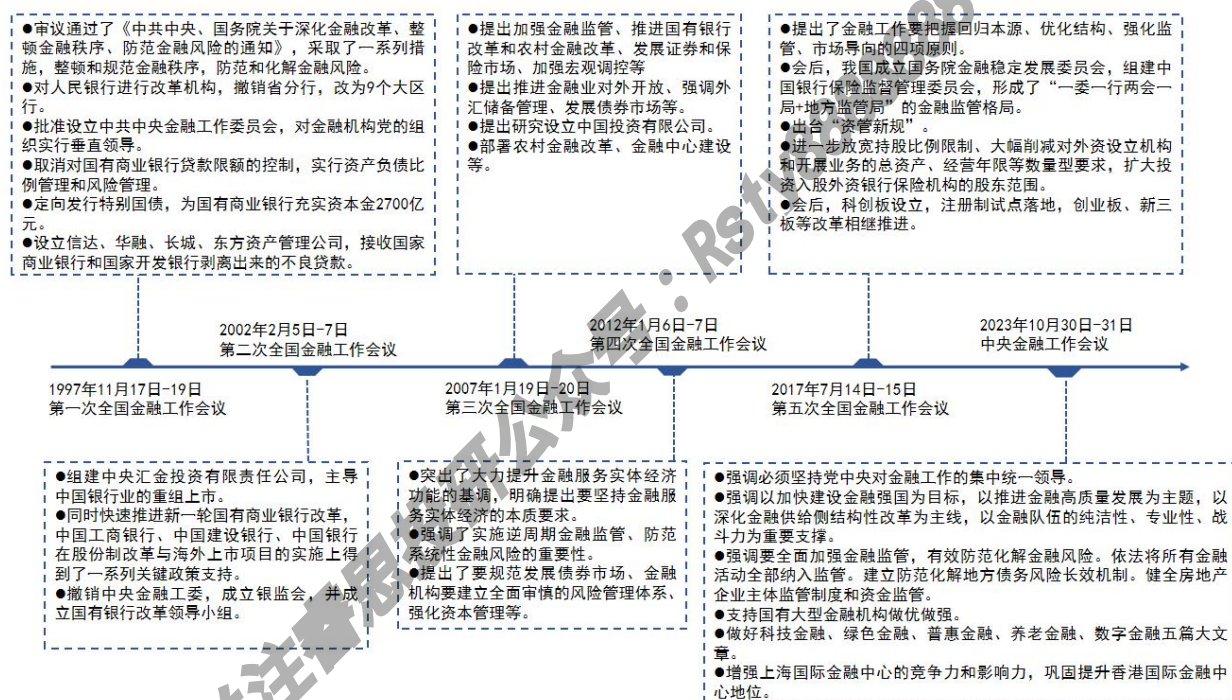 ●审议通过了《中共中央、国务院关于深化金融改革、整
顿金融秩序、防范金融风险的通知》，采取了一系列措
施，整顿和规范金融秩序，防范和化解金融风险。
●对人民银行进行改革机构，撤销省分行，改为9个大区
行。
●批准设立中共中央金融工作委员会，对金融机构党的组
织实行垂直领导。
●取消对国有商业银行贷款限额的控制，实行资产负债比
例管理和风险管理。
●定向发行特别国债，为国有商业银行充实资本金2700亿
元。
●设立信达、华融、长城、东方资产管理公司，接收国家
商业银行和国家开发银行剥离出来的不良贷款。
●提出加强金融监管、推进国有银行
改革和农村金融改革、发展证券和保
险市场、加强宏观调控等
●提出推进金融业对外开放、强调外
汇储备管理、发展债券市场等。
●提出研究设立中国投资有限公司。
●部署农村金融改革、金融中心建设
等。
●提出了金融工作要把握回归本源、优化结构、强化监
管、市场导向的四项原则。
●会后，我国成立国务院金融稳定发展委员会，组建中
国银行保险监督管理委员会，形成了“一委一行两会一
局+地方监管局”的金融监管格局。
●出台“资管新规”。
●进一步放宽持股比例限制、大幅削减对外资设立机构
和开展业务的总资产、经营年限等数量型要求，扩大投
资入股外资银行保险机构的股东范围。
●会后，科创板设立，注册制试点落地，创业板、新三
板等改革相继推进。
2002年2月5日-7日
第二次全国金融工作会议
2012年1月6日-7日
第四次全国金融工作会议
2023年10月30日-31日
中央金融工作会议
1997年11月17日-19日
第一次全国金融工作会议
2007年1月19日-20日
第三次全国金融工作会议
2017年7月14日-15日
第五次全国金融工作会议
●组建中央汇金投资有限责任公司，主导
中国银行业的重组上市。
●同时快速推进新一轮国有商业银行改革，
中国工商银行、中国建设银行、中国银行
在股份制改革与海外上市项目的实施上得
到了一系列关键政策支持。
●撤销中央金融工委，成立银监会，并成
立国有银行改革领导小组。
●突出了大力提升金融服务实体经济
功能的基调，明确提出要坚持金融服
务实体经济的本质要求。
●强调了实施逆周期金融监管、防范
系统性金融风险的重要性。
●提出了要规范发展债券市场、金融
机构要建立全面审慎的风险管理体系、
强化资本管理等。
●强调必须坚持党中央对金融工作的集中统一领导。
●强调以加快建设金融强国为目标，以推进金融高质量发展为主题，以
深化金融供给侧结构性改革为主线，以金融队伍的纯洁性、专业性、战
斗力为重要支撑。
●强调要全面加强金融监管，有效防范化解金融风险。依法将所有金融
活动全部纳入监管。建立防范化解地方债务风险长效机制。健全房地产
企业主体监管制度和资金监管。
●支持国有大型金融机构做优做强。
●做好科技金融、绿色金融、普惠金融、养老金融、数字金融五篇大文
章。
●增强上海国际金融中心的竞争力和影响力，巩固提升香港国际金融中
心地位。